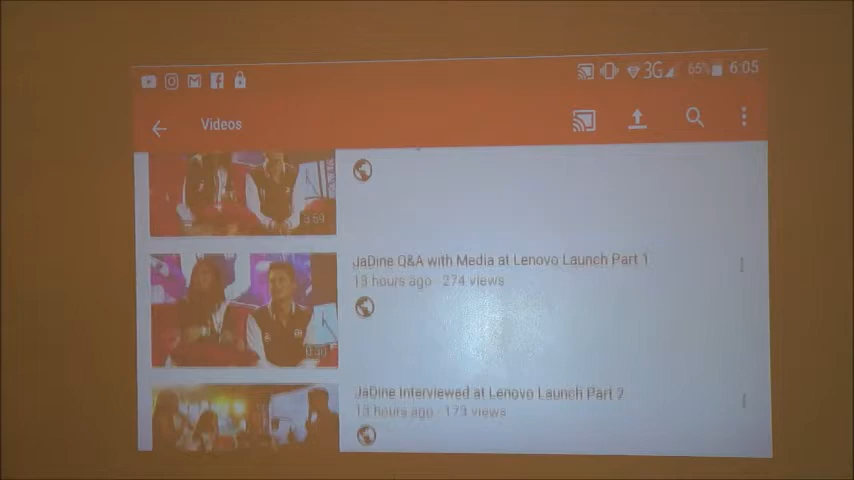 3G 65% 6:05
Videos
3:59
JaDine Q&A with Media at Lenovo Launch Part 1
13 hours ago · 274 views
JaDine Interviewed at Lenovo Launch Part 2
13 hours ago · 173 views